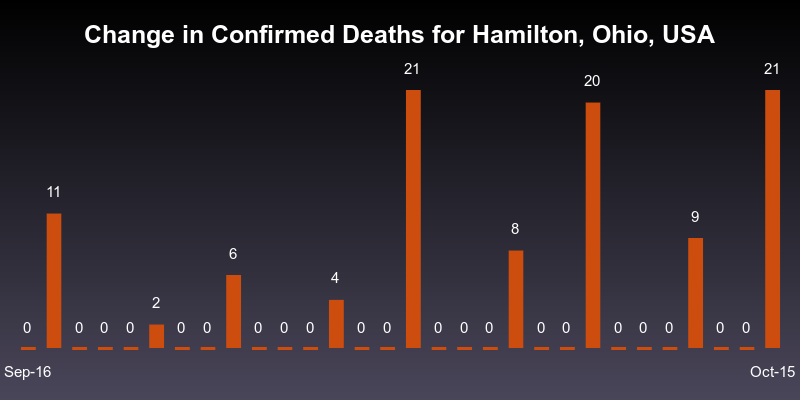 Change in Confirmed Deaths for Hamilton, Ohio, USA
0 11 0 0 0 2 0 0 6 0 0 0 4 0 0 21 0 0 0 8 0 0 20 0 0 0 9 0 0 21
Sep-16 Oct-15